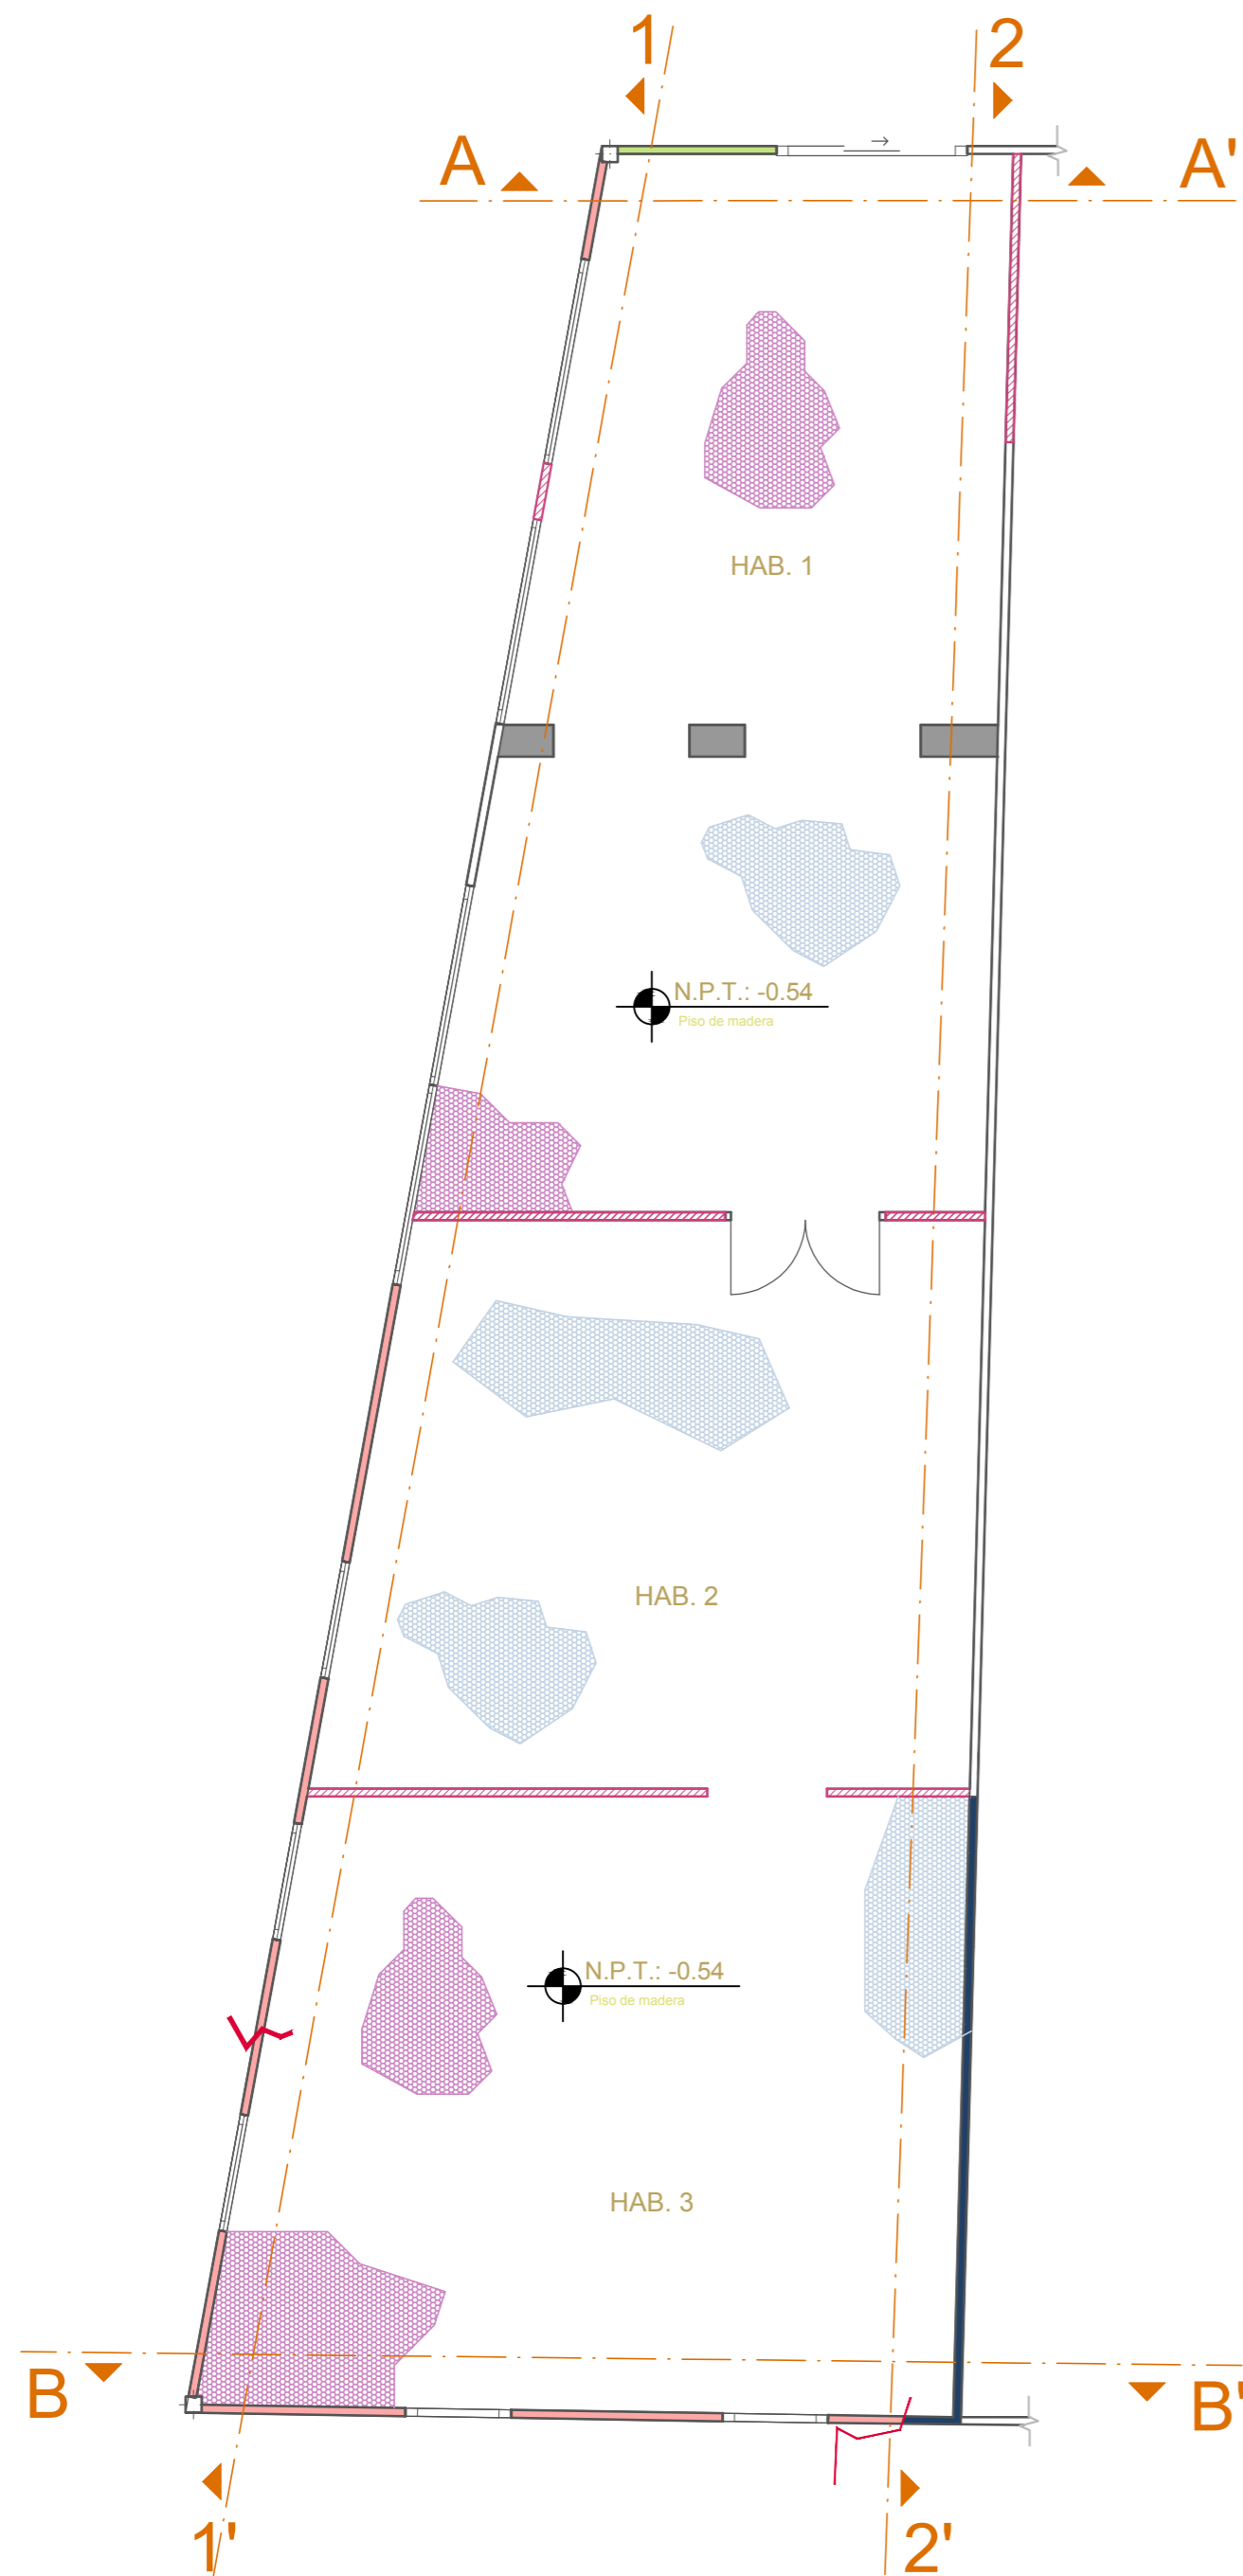 1 2
A A'
HAB. 1
N.P.T.: -0.54
Piso de madera
HAB. 2
N.P.T.: -0.54
Piso de madera
HAB. 3
B B'
1' 2'